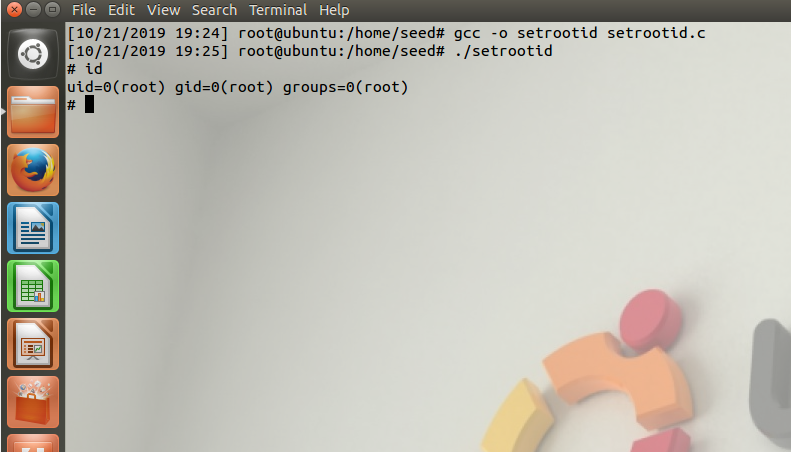 File Edit View Search Terminal Help
[10/21/2019 19:24] root@ubuntu:/home/seed# gcc -o setrootid setrootid.c
[10/21/2019 19:25] root@ubuntu:/home/seed# ./setrootid
# id
uid=0(root) gid=0(root) groups=0(root)
#